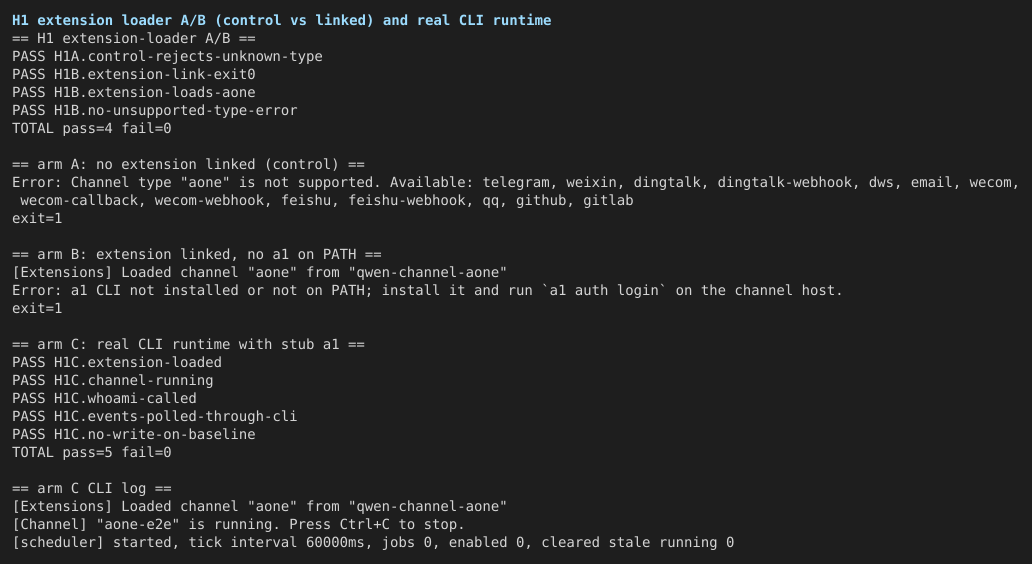 H1 extension loader A/B (control vs linked) and real CLI runtime
== H1 extension-loader A/B ==
PASS H1A.control-rejects-unknown-type
PASS H1B.extension-link-exit0
PASS H1B.extension-loads-aone
PASS H1B.no-unsupported-type-error
TOTAL pass=4 fail=0
== arm A: no extension linked (control) ==
Error: Channel type "aone" is not supported. Available: telegram, weixin, dingtalk, dingtalk-webhook, dws, email, wecom,
wecom-callback, wecom-webhook, feishu, feishu-webhook, qq, github, gitlab
exit=1
== arm B: extension linked, no a1 on PATH ==
[Extensions] Loaded channel "aone" from "qwen-channel-aone"
Error: a1 CLI not installed or not on PATH; install it and run `a1 auth login` on the channel host.
exit=1
== arm C: real CLI runtime with stub a1 ==
PASS H1C.extension-loaded
PASS H1C.channel-running
PASS H1C.whoami-called
PASS H1C.events-polled-through-cli
PASS H1C.no-write-on-baseline
TOTAL pass=5 fail=0
== arm C CLI log ==
[Extensions] Loaded channel "aone" from "qwen-channel-aone"
[Channel] "aone-e2e" is running. Press Ctrl+C to stop.
[scheduler] started, tick interval 60000ms, jobs 0, enabled 0, cleared stale running 0